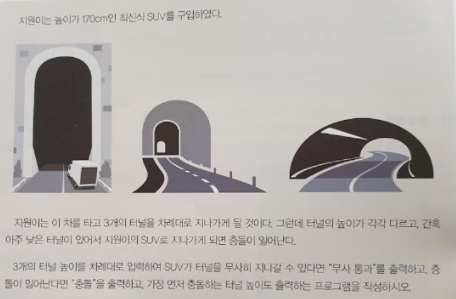 지원이는 높이가 170cm인 최신식 SUV를 구입하였다.
지원이는 이 차를 타고 3개의 터널을 차례대로 지나가게 될 것이다. 그런데 터널의 높이가 각각 다르고, 간혹
아주 낮은 터널이 있어서 지원이의 SUV로 지나가게 되면 충돌이 일어난다.
3개의 터널 높이를 차례대로 입력하여 SUV가 터널을 무사히 지나갈 수 있다면 "무사 통과"를 출력하고, 충
돌이 일어난다면 "충돌"을 출력하고, 가장 먼저 충돌하는 터널 높이도 출력하는 프로그램을 작성하시오.